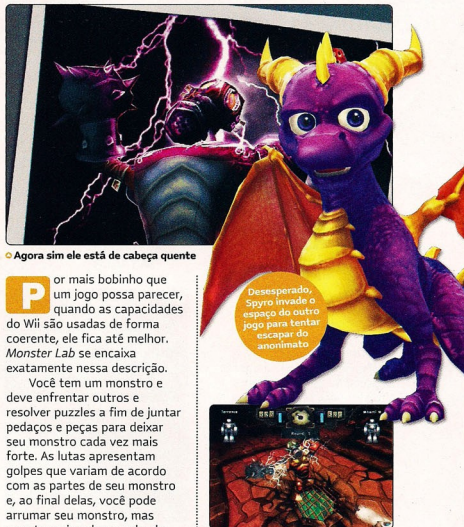 Agora sim ele está de cabeça quente
Por mais bobinho que
um jogo possa parecer,
quando as capacidades
do Wii são usadas de forma
coerente, ele fica até melhor.
Monster Lab se encaixa
exatamente nessa descrição.
Você tem um monstro e
deve enfrentar outros e
resolver puzzles a fim de juntar
pedaços e peças para deixar
seu monstro cada vez mais
forte. As lutas apresentam
golpes que variam de acordo
com as partes de seu monstro
e, ao final delas, você pode
arrumar seu monstro, mas
Desesperado,
Spyro invade o
espaço do outro
jogo para tentar
escapar do
anonimato